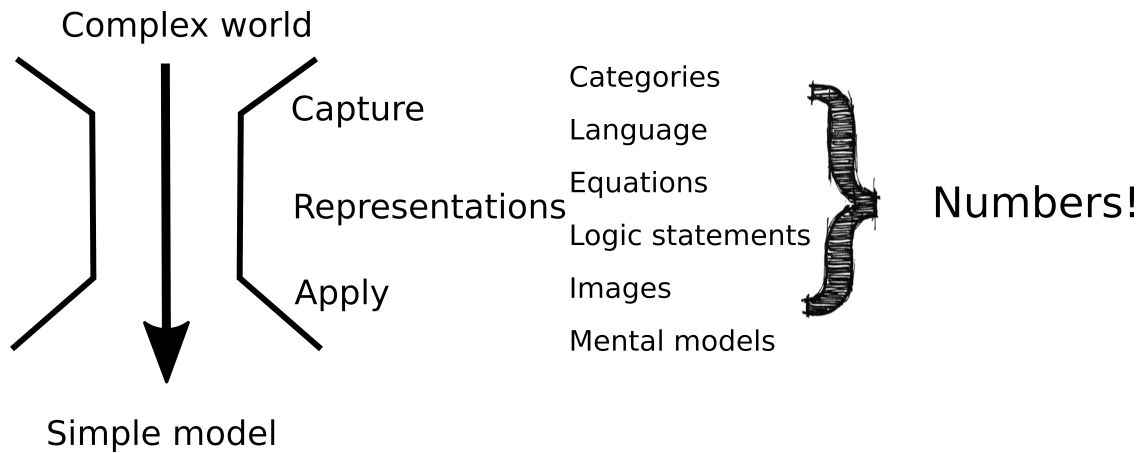 Complex world
Capture
Representations
Apply
Simple model
Categories
Language
Equations
Logic statements
Images
Mental models
Numbers!